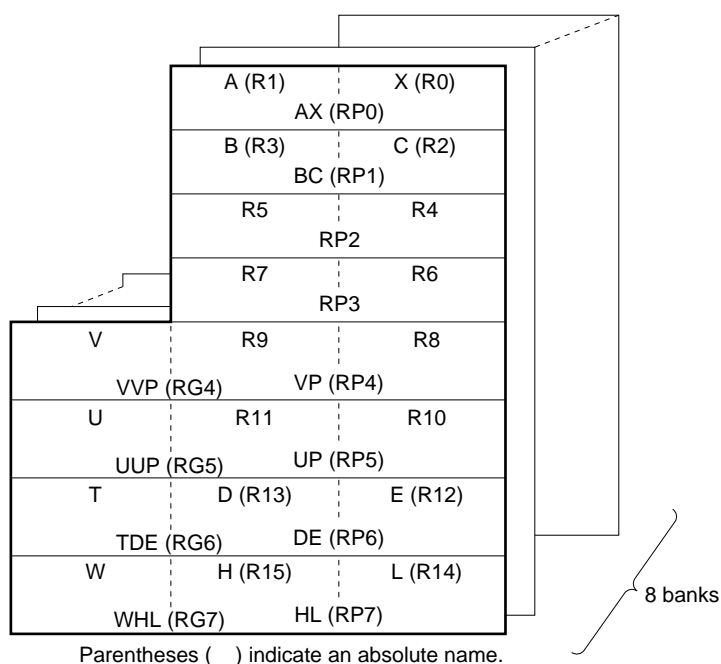 A (R1) X (R0)
AX (RP0)
B (R3) C (R2)
BC (RP1)
R5 R4
RP2
R7 R6
RP3
V R9 R8
VVP (RG4) VP (RP4)
U R11 R10
UUP (RG5) UP (RP5)
T D (R13) E (R12)
TDE (RG6) DE (RP6)
W H (R15) L (R14)
WHL (RG7) HL (RP7)
8 banks
Parentheses (  ) indicate an absolute name.